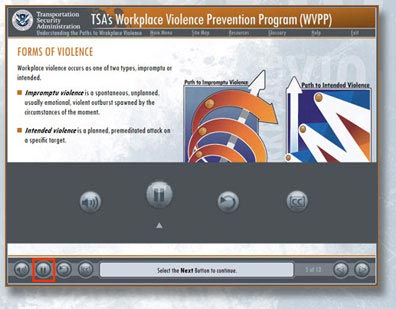 Transportation
Security
Administration
TSA's Workplace Violence Prevention Program (WVPP)
Understanding the Paths to Workplace Violence Main Menu Site Map Resources Glossary Help Exit
FORMS OF VIOLENCE
Workplace violence occurs as one of two types, impromptu or
intended.
Impromptu violence is a spontaneous, unplanned,
usually emotional, violent outburst spawned by the
circumstances of the moment.
Intended violence is a planned, premeditated attack on
a specific target.
Path to Impromptu Violence
Path to Intended Violence
[cc]
Select the Next Button to continue.
5 of 12